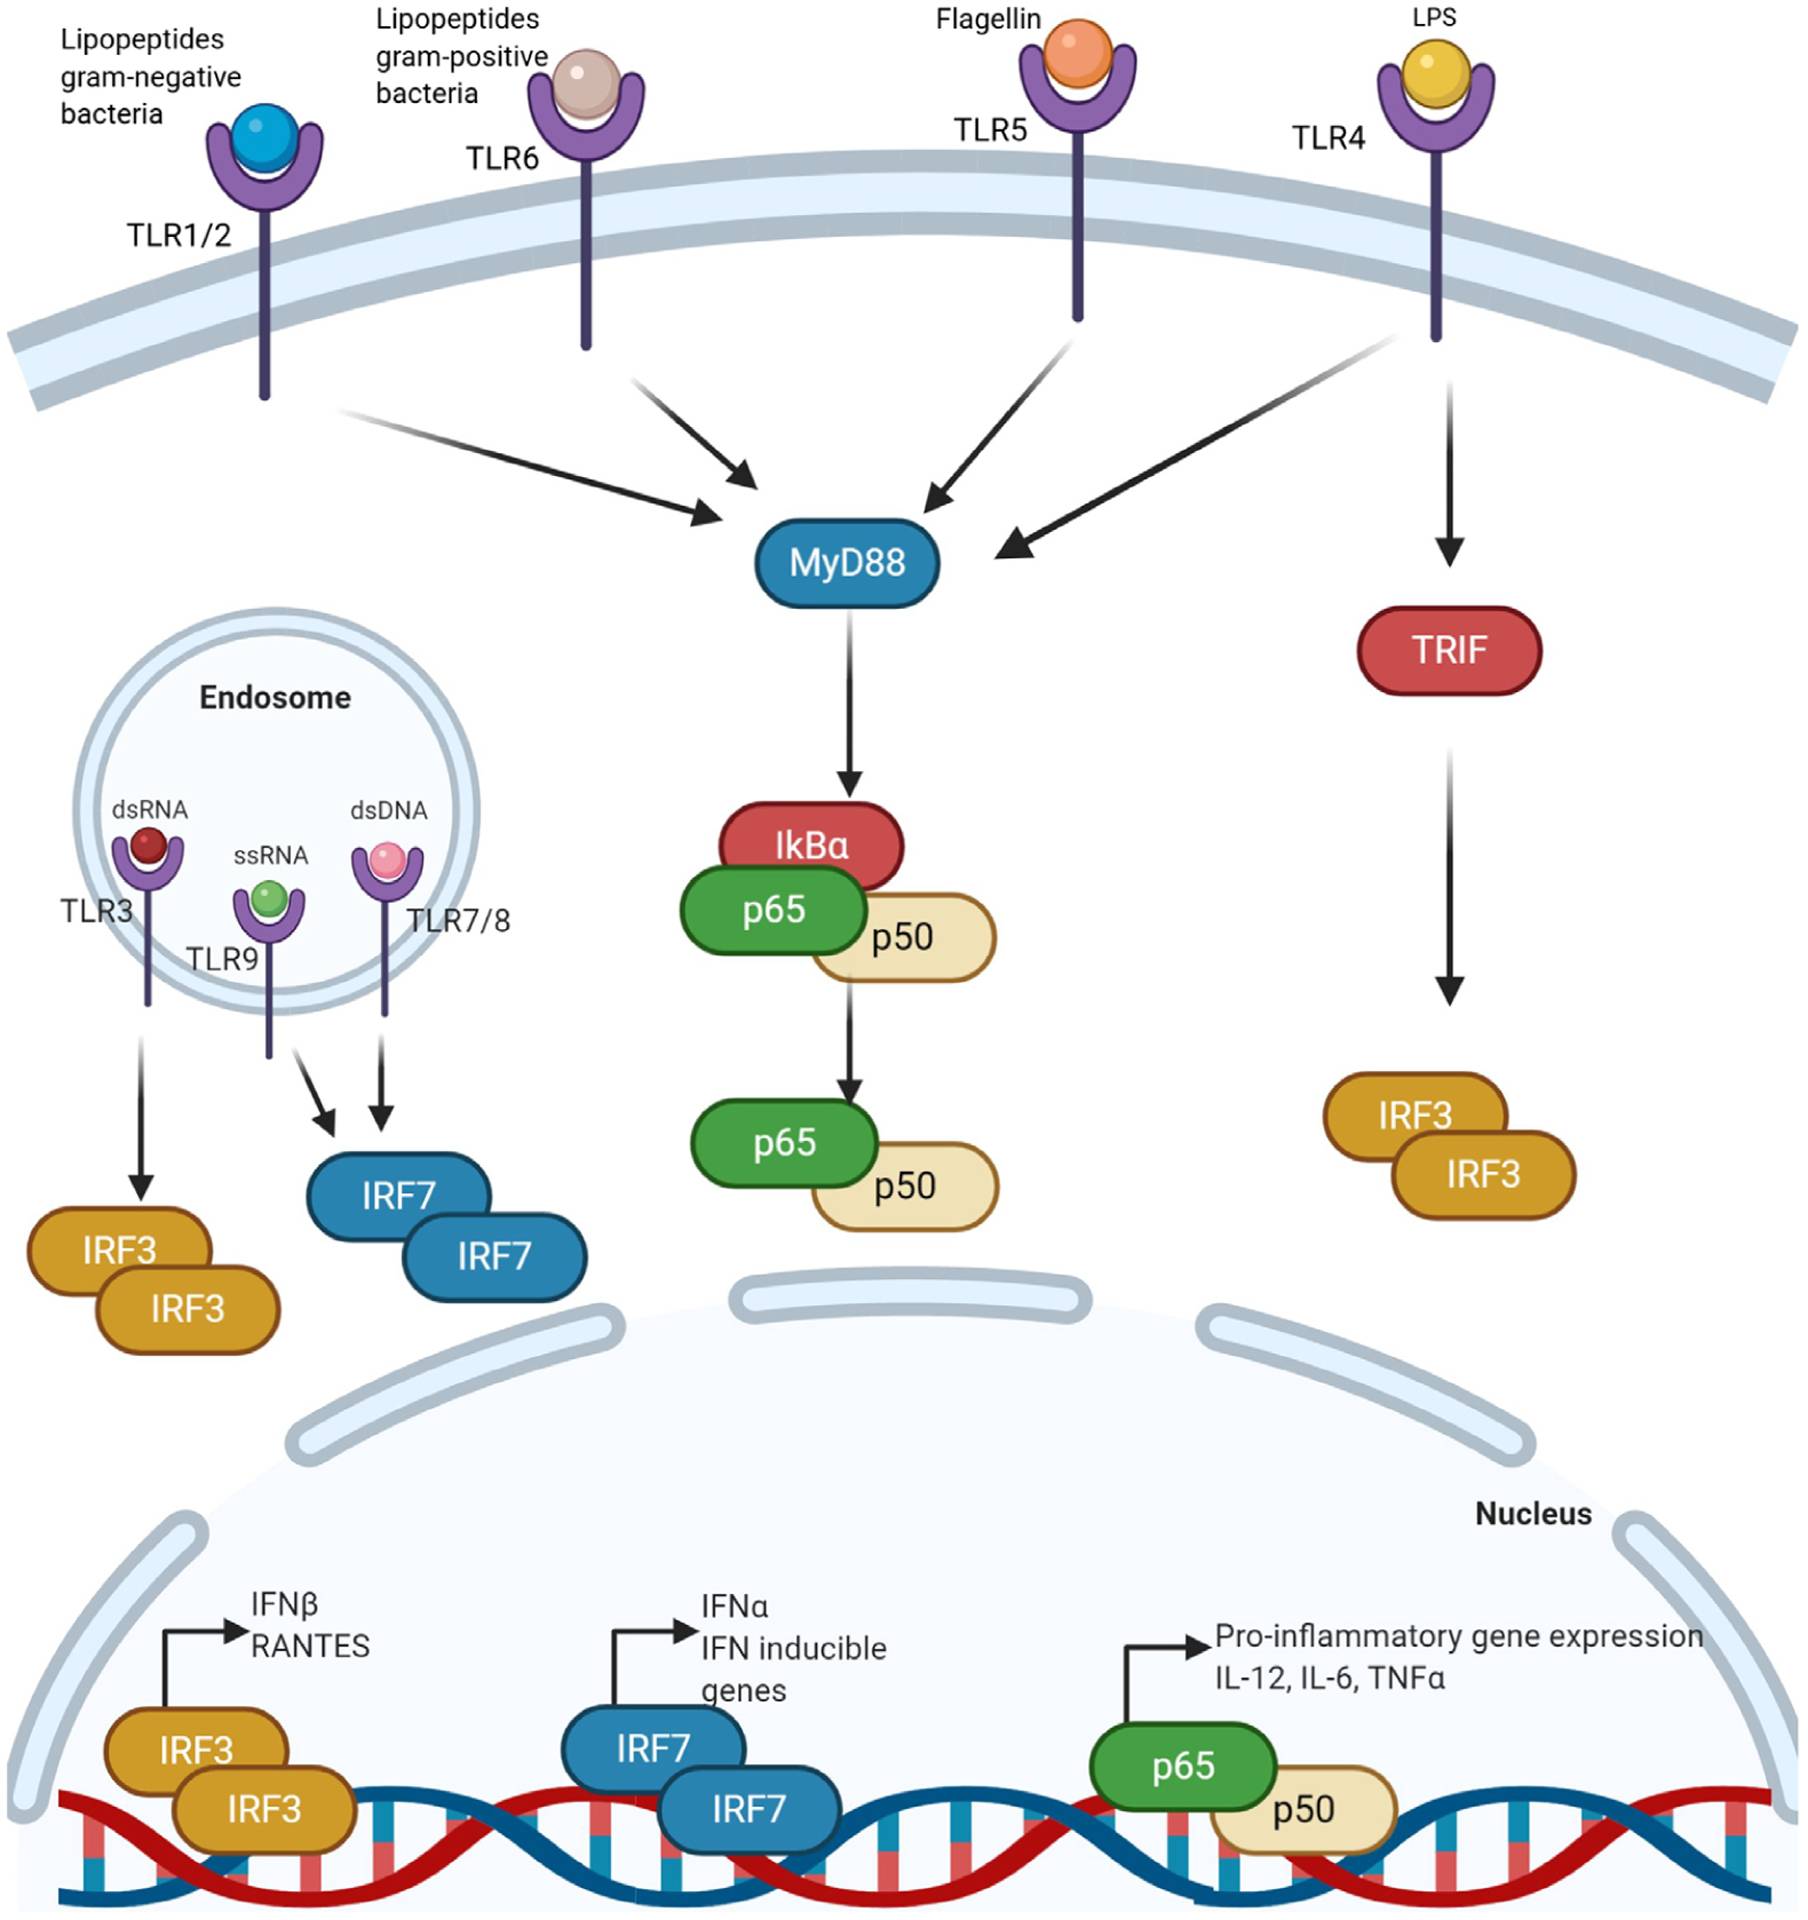 Lipopeptides
gram-negative
bacteria
Lipopeptides
gram-positive
bacteria
Flagellin
LPS
TLR1/2
TLR6
TLR5
TLR4
MyD88
TRIF
Endosome
dsRNA
ssRNA
dsDNA
TLR3
TLR9
TLR7/8
IkBα
p65
p50
p65
p50
IRF3
IRF3
IRF7
IRF7
IRF3
IRF3
Nucleus
IFNβ
RANTES
IFNα
IFN inducible
genes
Pro-inflammatory gene expression
IL-12, IL-6, TNFα
IRF3
IRF3
IRF7
IRF7
p65
p50